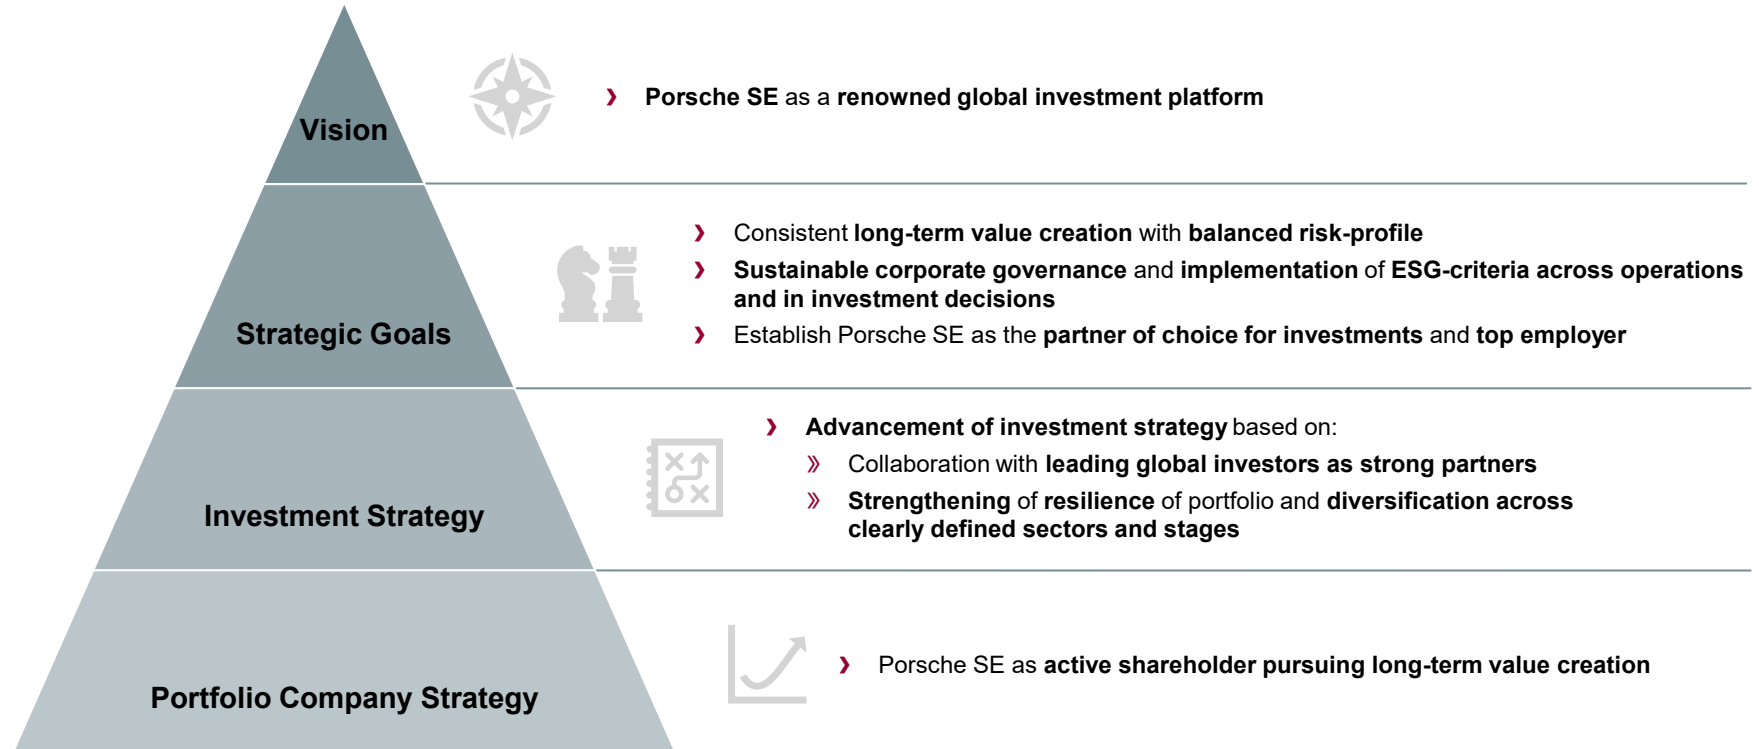 Vision
Porsche SE as a renowned global investment platform
Strategic Goals
Consistent long-term value creation with balanced risk-profile
Sustainable corporate governance and implementation of ESG-criteria across operations
and in investment decisions
Establish Porsche SE as the partner of choice for investments and top employer
Investment Strategy
Advancement of investment strategy based on:
Collaboration with leading global investors as strong partners
Strengthening of resilience of portfolio and diversification across
clearly defined sectors and stages
Portfolio Company Strategy
Porsche SE as active shareholder pursuing long-term value creation